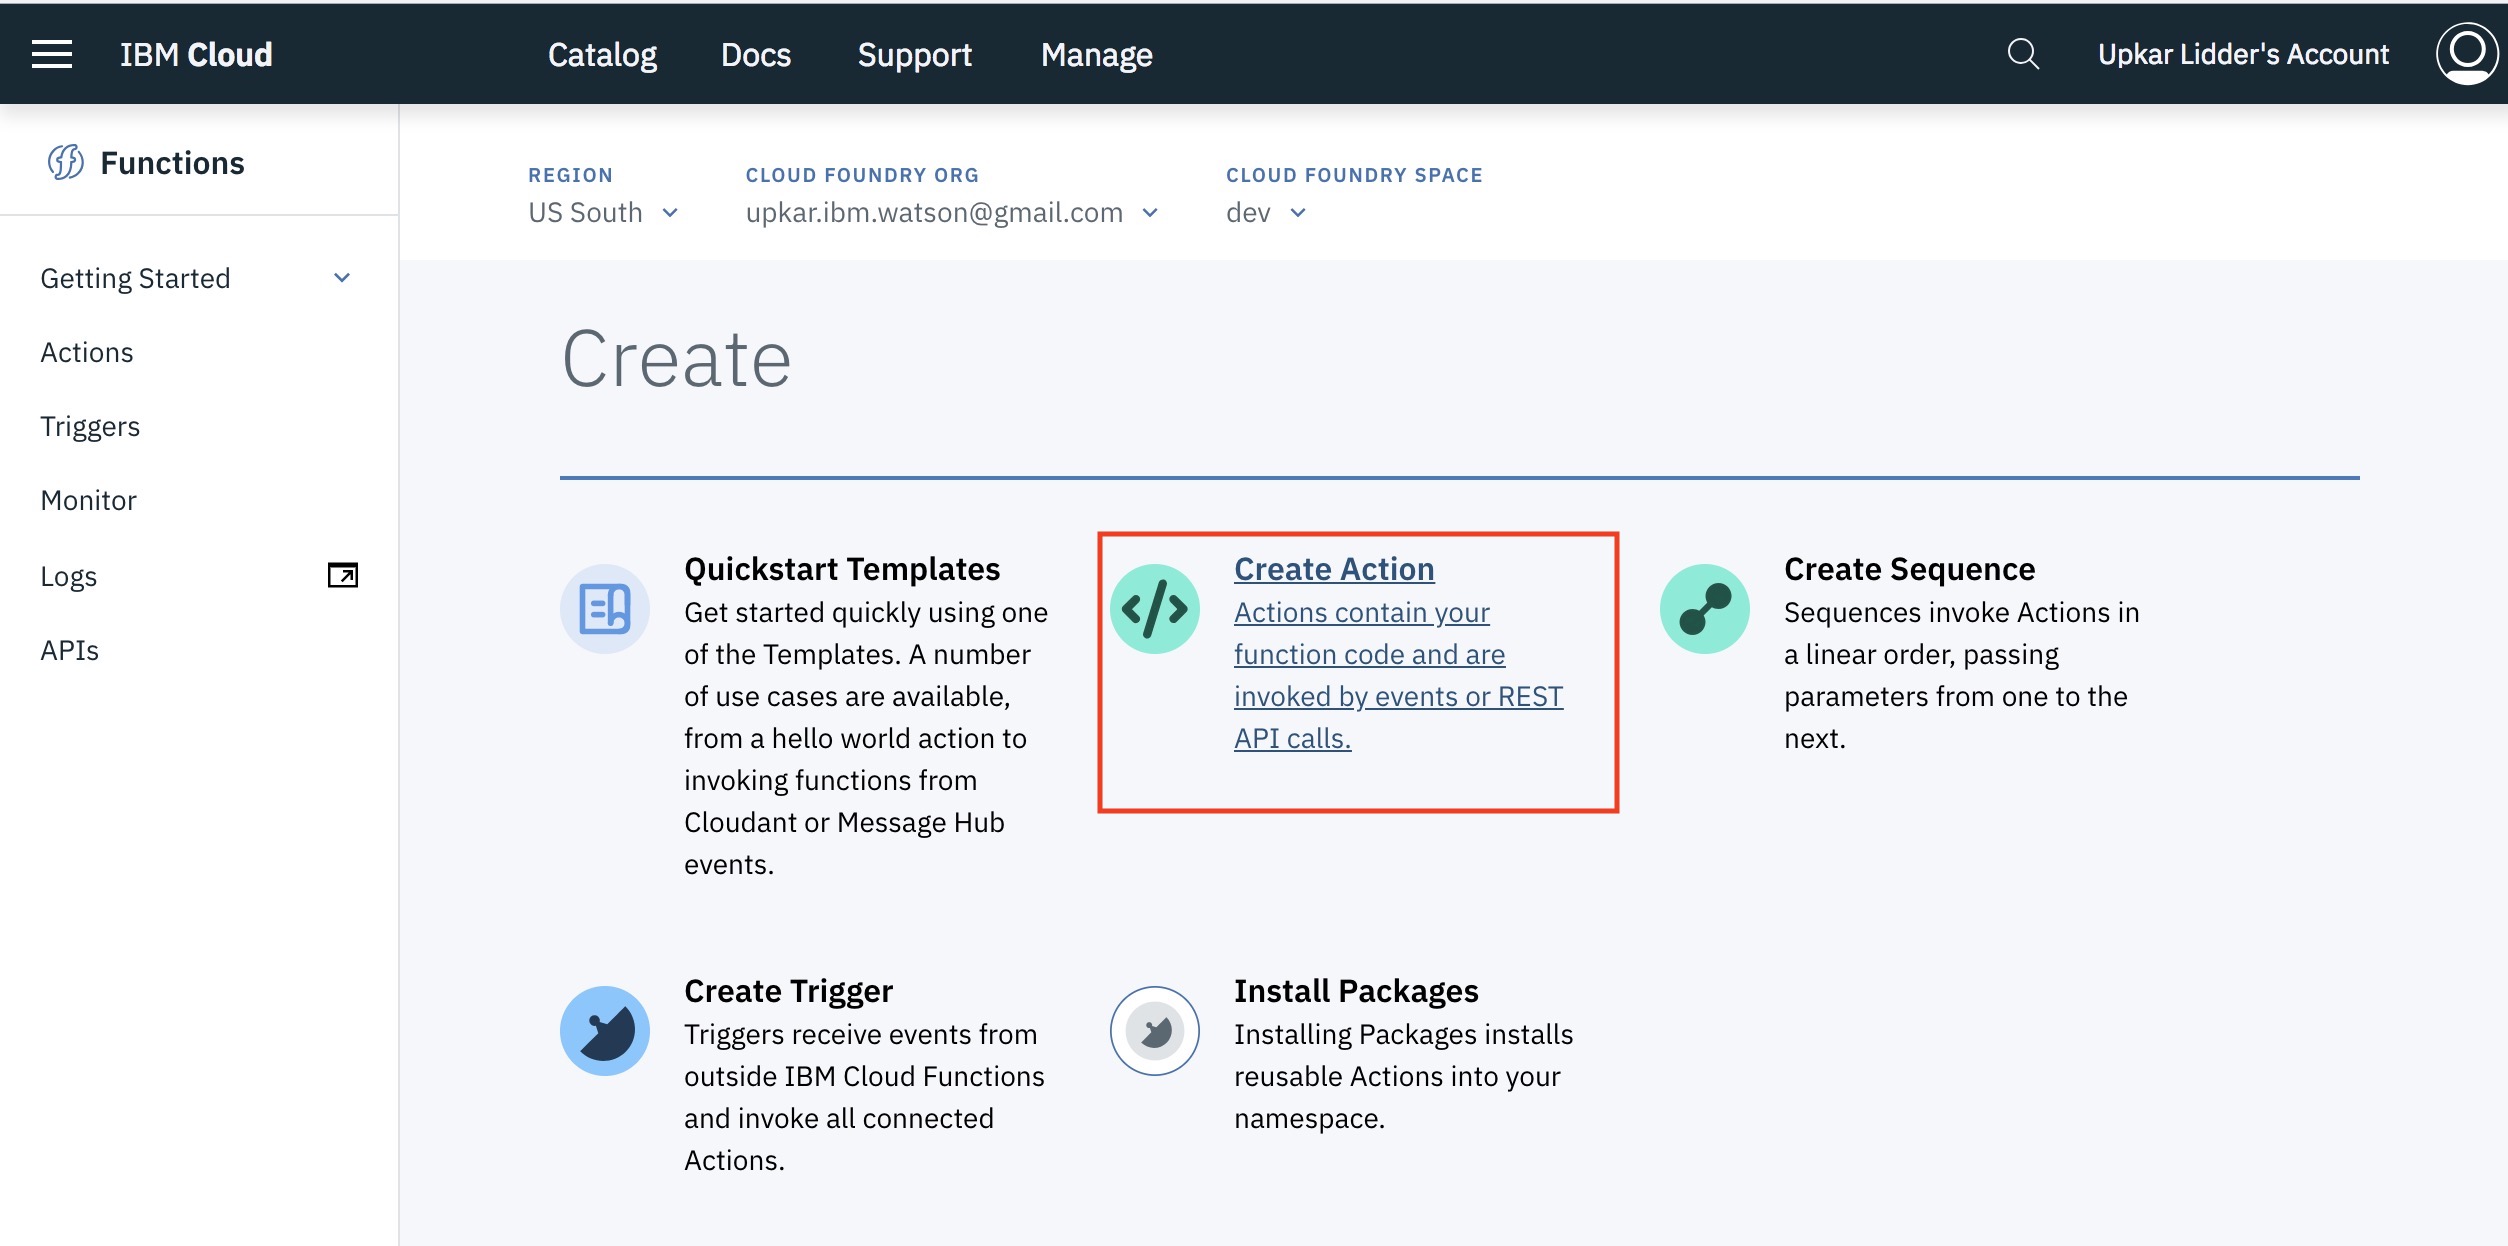 IBM Cloud
Catalog
Docs
Support
Manage
Upkar Lidder's Account
Functions
Getting Started
Actions
Triggers
Monitor
Logs
APIs
REGION
US South
CLOUD FOUNDRY ORG
upkar.ibm.watson@gmail.com
CLOUD FOUNDRY SPACE
dev
Create
Quickstart Templates
Get started quickly using one
of the Templates. A number
of use cases are available,
from a hello world action to
invoking functions from
Cloudant or Message Hub
events.
Create Action
Actions contain your
function code and are
invoked by events or REST
API calls.
Create Sequence
Sequences invoke Actions in
a linear order, passing
parameters from one to the
next.
Create Trigger
Triggers receive events from
outside IBM Cloud Functions
and invoke all connected
Actions.
Install Packages
Installing Packages installs
reusable Actions into your
namespace.